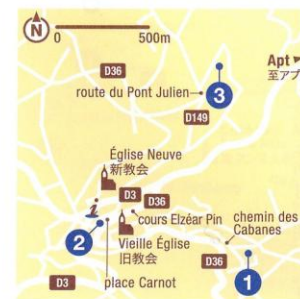 N
0 500m
D36
Apt
至アプ
route du Pont Julien
3
D149
Église Neuve
新教会
D3
D36
cours Elzéar Pin
chemin des
Cabanes
2
Vieille Église
旧教会
D36
1
D3
place Carnot